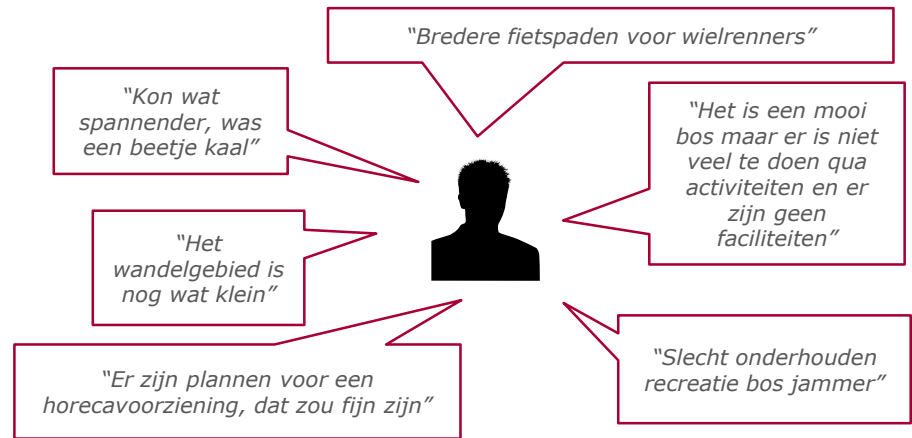 “Bredere fietspaden voor wielrenners”
“Kon wat
spannender, was
een beetje kaal”
“Het is een mooi
bos maar er is niet
veel te doen qua
activiteiten en er
zijn geen
faciliteiten”
“Het
wandelgebied is
nog wat klein”
“Er zijn plannen voor een
horecavoorziening, dat zou fijn zijn”
“Slecht onderhouden
recreatie bos jammer”